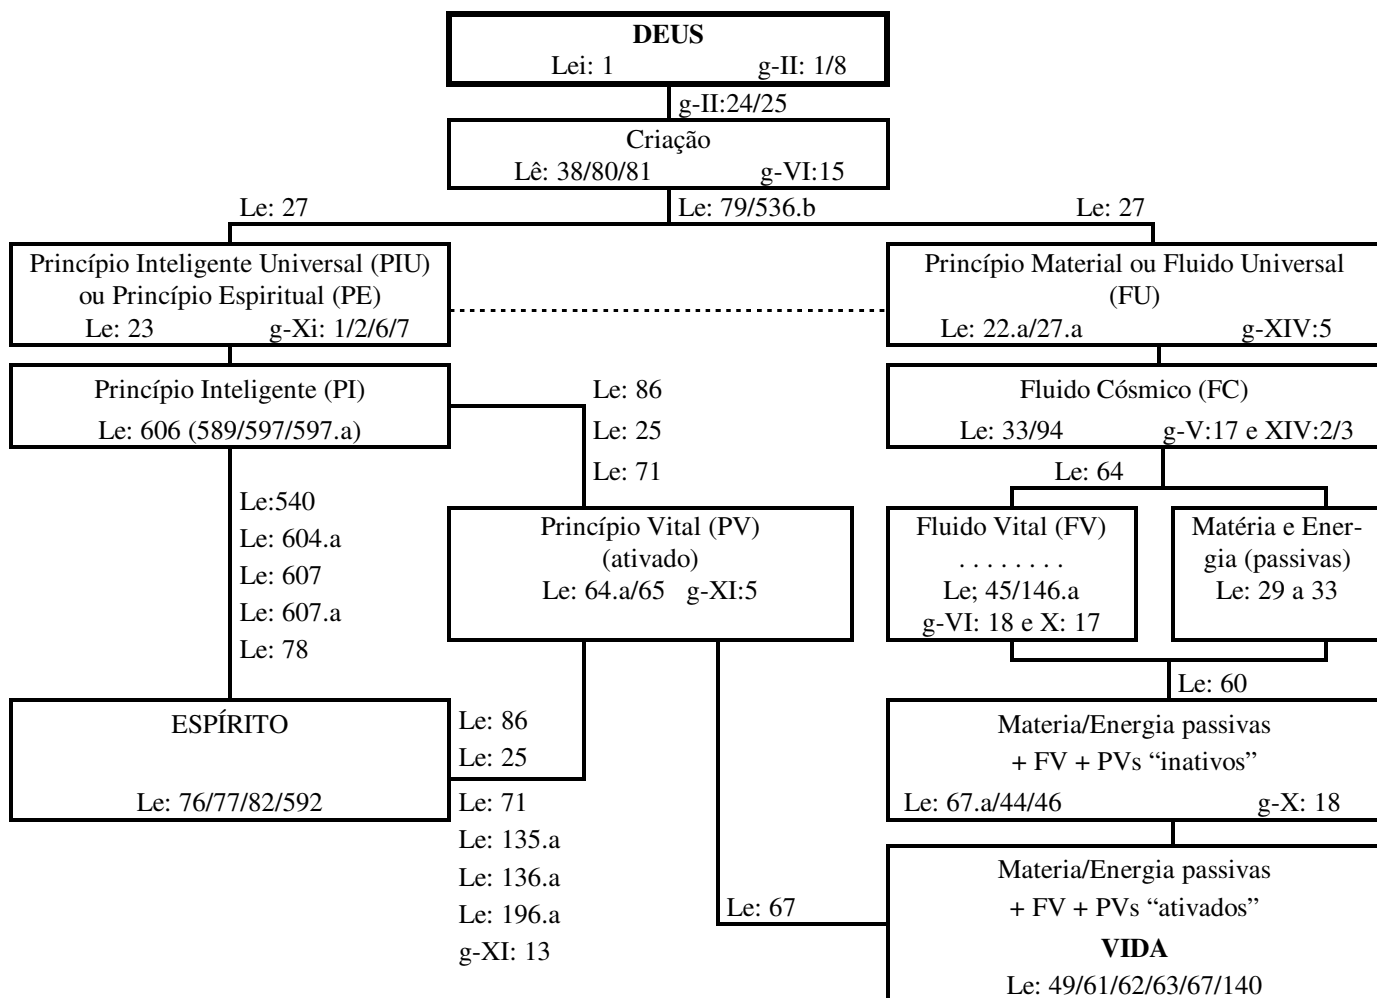 DEUS
Lei: 1 g-II: 1/8
g-II:24/25
Criação
Lê: 38/80/81 g-VI:15
Le: 27
Le: 79/536.b
Le: 27
Princípio Inteligente Universal (PIU)
ou Princípio Espiritual (PE)
Le: 23 g-Xi: 1/2/6/7
Princípio Material ou Fluido Universal
(FU)
Le: 22.a/27.a g-XIV:5
Princípio Inteligente (PI)
Le: 606 (589/597/597.a)
Le: 86
Le: 25
Le: 71
Fluido Cósmico (FC)
Le: 33/94 g-V:17 e XIV:2/3
Le: 64
Le:540
Le: 604.a
Le: 607
Le: 607.a
Le: 78
Princípio Vital (PV)
(ativado)
Le: 64.a/65 g-XI:5
Fluido Vital (FV)
. . . . . . . .
Le; 45/146.a
g-VI: 18 e X: 17
Matéria e Ener-
gia (passivas)
Le: 29 a 33
Le: 60
ESPÍRITO
Le: 76/77/82/592
Le: 86
Le: 25
Le: 71
Le: 135.a
Le: 136.a
Le: 196.a
g-XI: 13
Materia/Energia passivas
+ FV + PVs “inativos”
Le: 67.a/44/46 g-X: 18
Le: 67
Materia/Energia passivas
+ FV + PVs “ativados”
VIDA
Le: 49/61/62/63/67/140